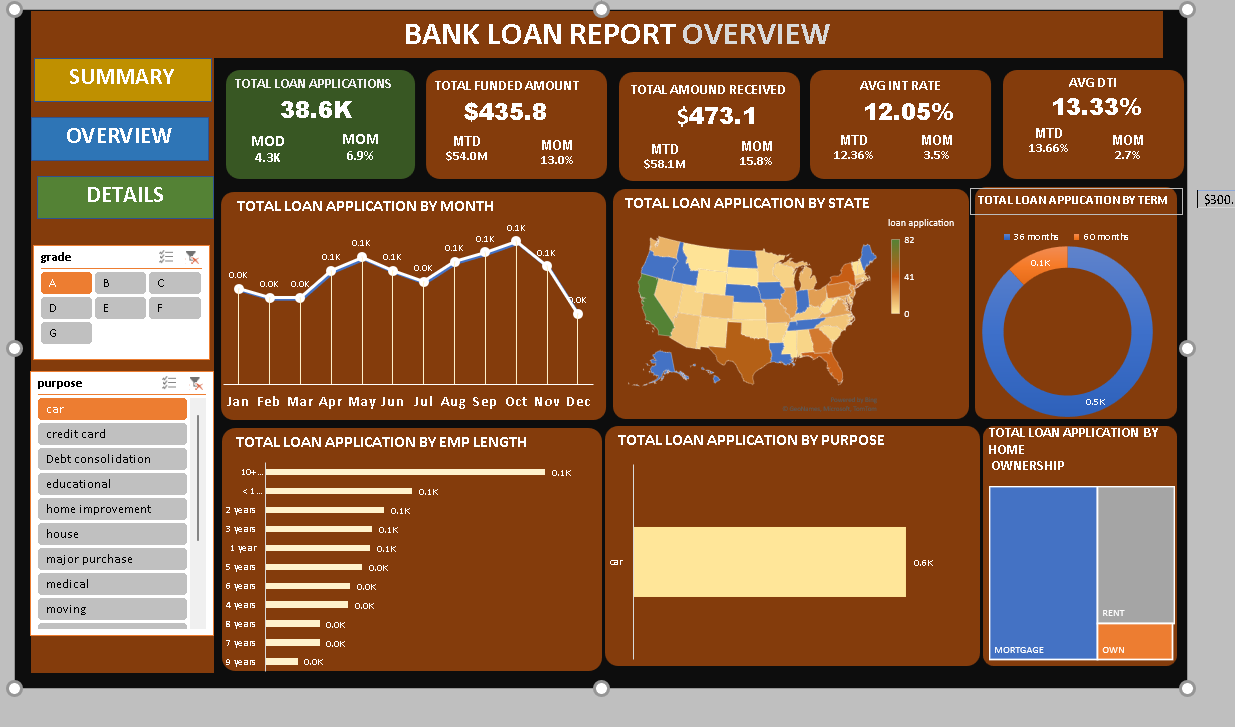 BANK LOAN REPORT OVERVIEW
SUMMARY
OVERVIEW
DETAILS
TOTAL LOAN APPLICATIONS
38.6K
MOD
4.3K
MOM
6.9%
TOTAL FUNDED AMOUNT
$435.8
MTD
$54.0M
MOM
13.0%
TOTAL AMOUND RECEIVED
$473.1
MTD
$58.1M
MOM
15.8%
AVG INT RATE
12.05%
MTD
12.36%
MOM
3.5%
AVG DTI
13.33%
MTD
13.66%
MOM
2.7%
$300.
grade
A
B
C
D
E
F
G
purpose
car
credit card
Debt consolidation
educational
home improvement
house
major purchase
medical
moving
TOTAL LOAN APPLICATION BY MONTH
0.0K
0.0K
0.0K
0.1K
0.1K
0.1K
0.0K
0.1K
0.1K
0.1K
0.1K
0.0K
Jan Feb Mar Apr May Jun Jul Aug Sep Oct Nov Dec
TOTAL LOAN APPLICATION BY STATE
loan application
82
41
0
TOTAL LOAN APPLICATION BY TERM
36 months
60 months
0.1K
0.5K
TOTAL LOAN APPLICATION BY EMP LENGTH
10+... 0.1K
< 1... 0.1K
2 years 0.1K
3 years 0.1K
1 year 0.1K
5 years 0.0K
6 years 0.0K
4 years 0.0K
8 years 0.0K
7 years 0.0K
9 years 0.0K
TOTAL LOAN APPLICATION BY PURPOSE
car
0.6K
TOTAL LOAN APPLICATION BY
HOME
OWNERSHIP
MORTGAGE
RENT
OWN